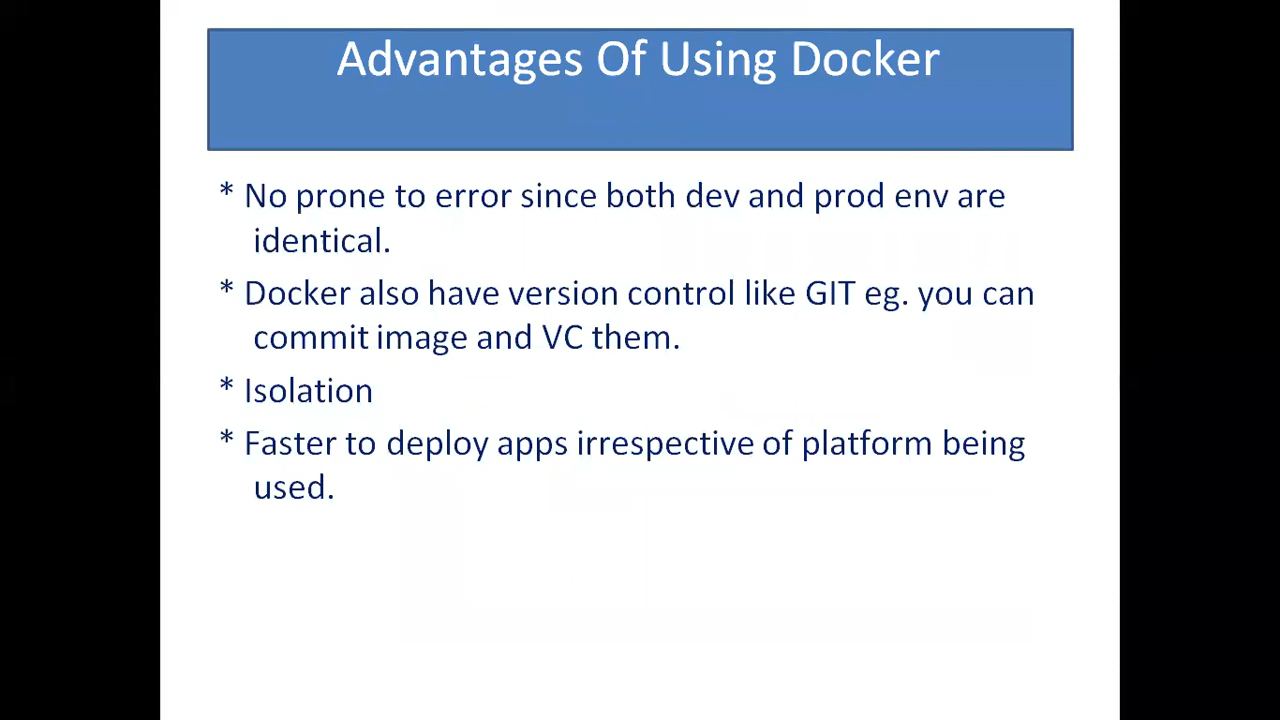 Advantages Of Using Docker
* No prone to error since both dev and prod env are
identical.
* Docker also have version control like GIT eg. you can
commit image and VC them.
* Isolation
* Faster to deploy apps irrespective of platform being
used.